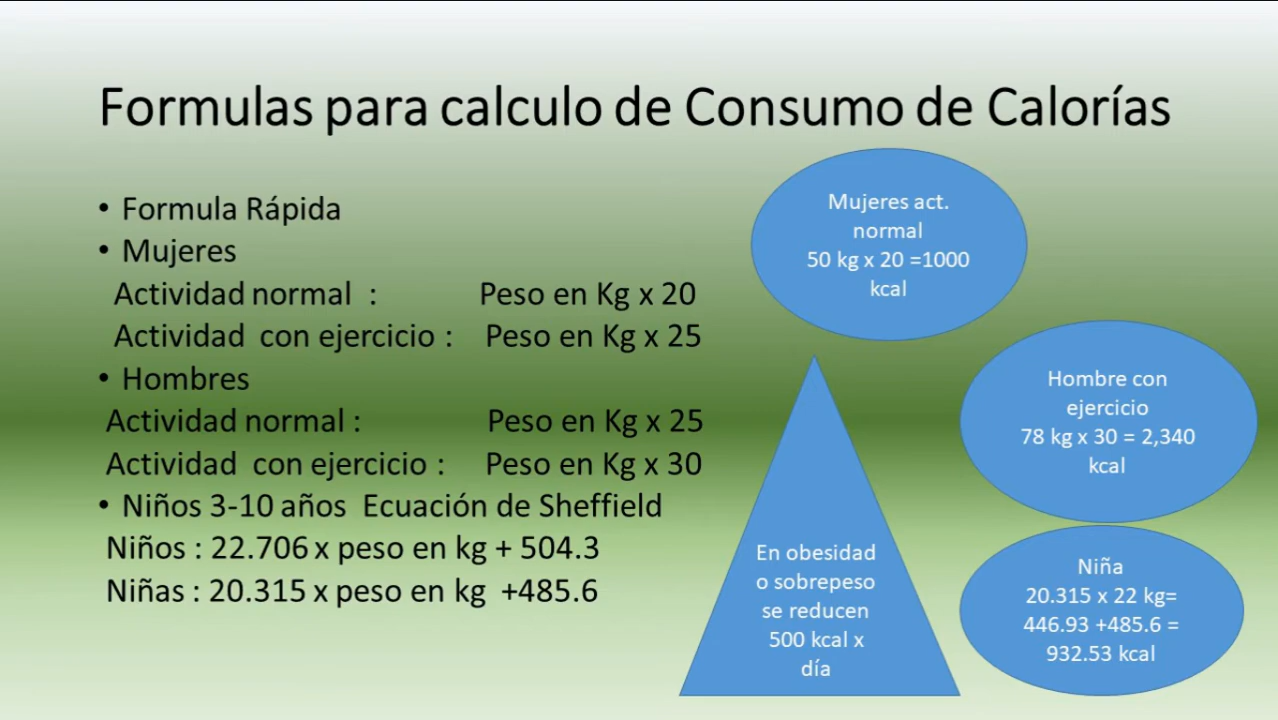 Formulas para calculo de Consumo de Calorías
• Formula Rápida
• Mujeres
Actividad normal : Peso en Kg x 20
Actividad con ejercicio : Peso en Kg x 25
• Hombres
Actividad normal : Peso en Kg x 25
Actividad con ejercicio : Peso en Kg x 30
• Niños 3-10 años Ecuación de Sheffield
Niños : 22.706 x peso en kg + 504.3
Niñas : 20.315 x peso en kg +485.6
Mujeres act.
normal
50 kg x 20 =1000
kcal
Hombre con
ejercicio
78 kg x 30 = 2,340
kcal
En obesidad
o sobrepeso
se reducen
500 kcal x
día
Niña
20.315 x 22 kg=
446.93 +485.6 =
932.53 kcal